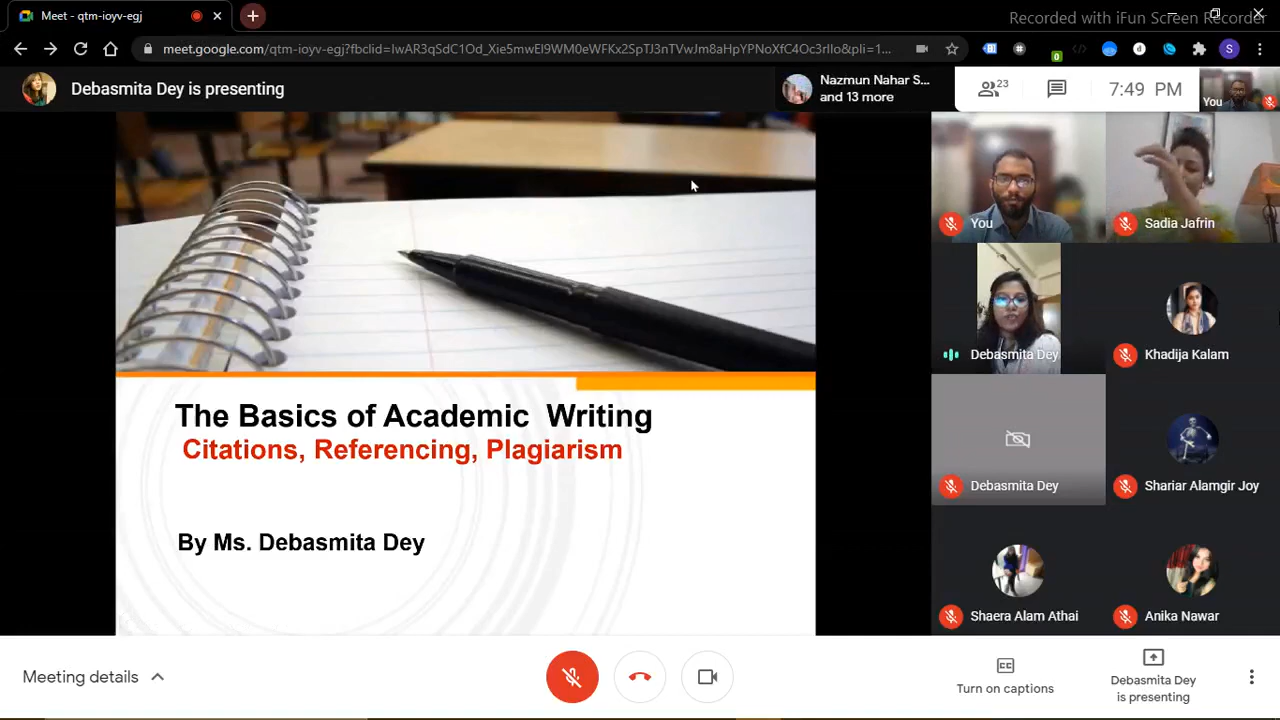 Meet - qtm-ioyv-egj
Recorded with iFun Screen Recorder
meet.google.com/qtm-ioyv-egj?fbclid=IwAR3qSdC1Od_Xie5mwEl9WM0eWFKx2SpTJ3nTVwJm8aHpYPNoXfC4Oc3rIlo&pli=1...
0
S
Debasmita Dey is presenting
Nazmun Nahar S...
and 13 more
23
7:49 PM
You
You
Sadia Jafrin
Debasmita Dey
Khadija Kalam
Debasmita Dey
Shariar Alamgir Joy
Shaera Alam Athai
Anika Nawar
The Basics of Academic Writing
Citations, Referencing, Plagiarism
By Ms. Debasmita Dey
Meeting details
CC
Turn on captions
Debasmita Dey
is presenting